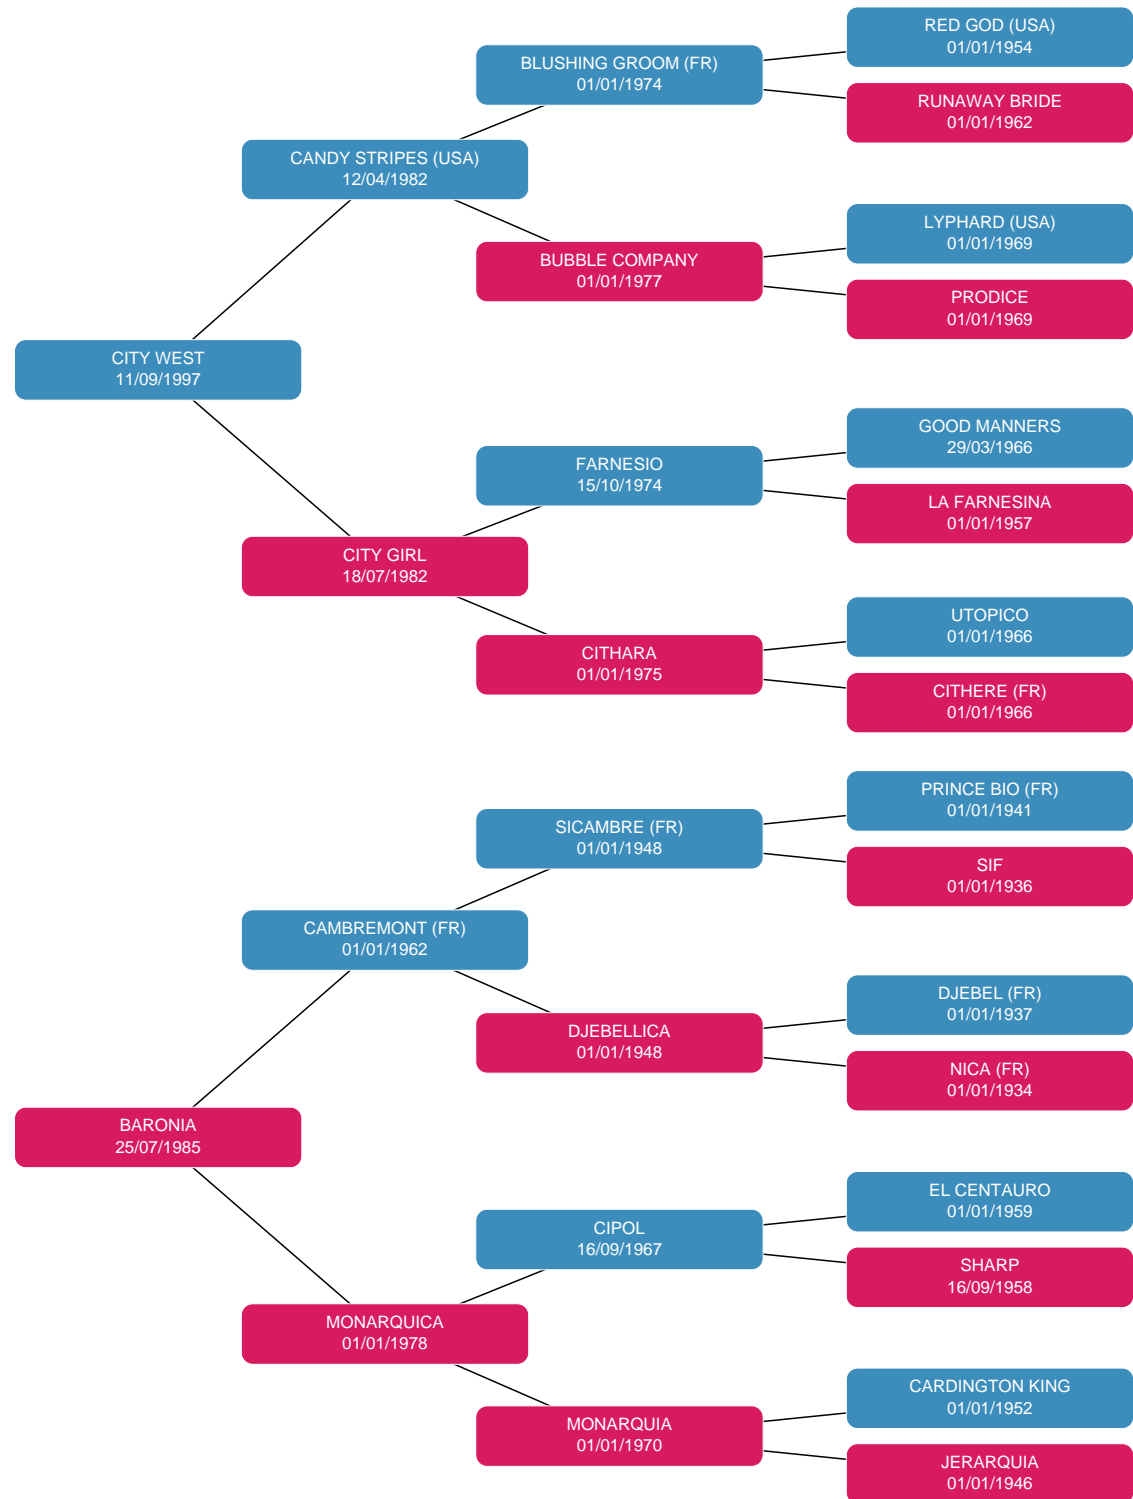 RED GOD (USA)
01/01/1954
BLUSHING GROOM (FR)
01/01/1974
RUNAWAY BRIDE
01/01/1962
CANDY STRIPES (USA)
12/04/1982
LYPHARD (USA)
01/01/1969
BUBBLE COMPANY
01/01/1977
PRODICE
01/01/1969
CITY WEST
11/09/1997
GOOD MANNERS
29/03/1966
FARNESIO
15/10/1974
LA FARNESINA
01/01/1957
CITY GIRL
18/07/1982
UTOPICO
01/01/1966
CITHARA
01/01/1975
CITHERE (FR)
01/01/1966
PRINCE BIO (FR)
01/01/1941
SICAMBRE (FR)
01/01/1948
SIF
01/01/1936
CAMBREMONT (FR)
01/01/1962
DJEBEL (FR)
01/01/1937
DJEBELLICA
01/01/1948
NICA (FR)
01/01/1934
BARONIA
25/07/1985
EL CENTAURO
01/01/1959
CIPOL
16/09/1967
SHARP
16/09/1958
MONARQUICA
01/01/1978
CARDINGTON KING
01/01/1952
MONARQUIA
01/01/1970
JERARQUIA
01/01/1946